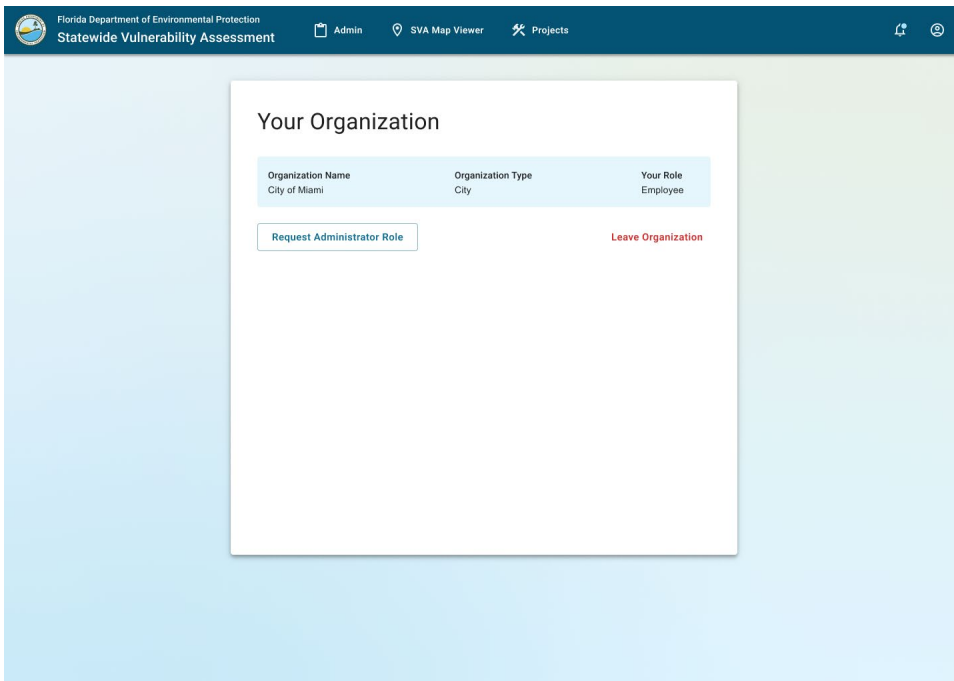 Florida Department of Environmental Protection
Statewide Vulnerability Assessment
Admin
SVA Map Viewer
Projects
Your Organization
Organization Name
City of Miami
Organization Type
City
Your Role
Employee
Request Administrator Role
Leave Organization